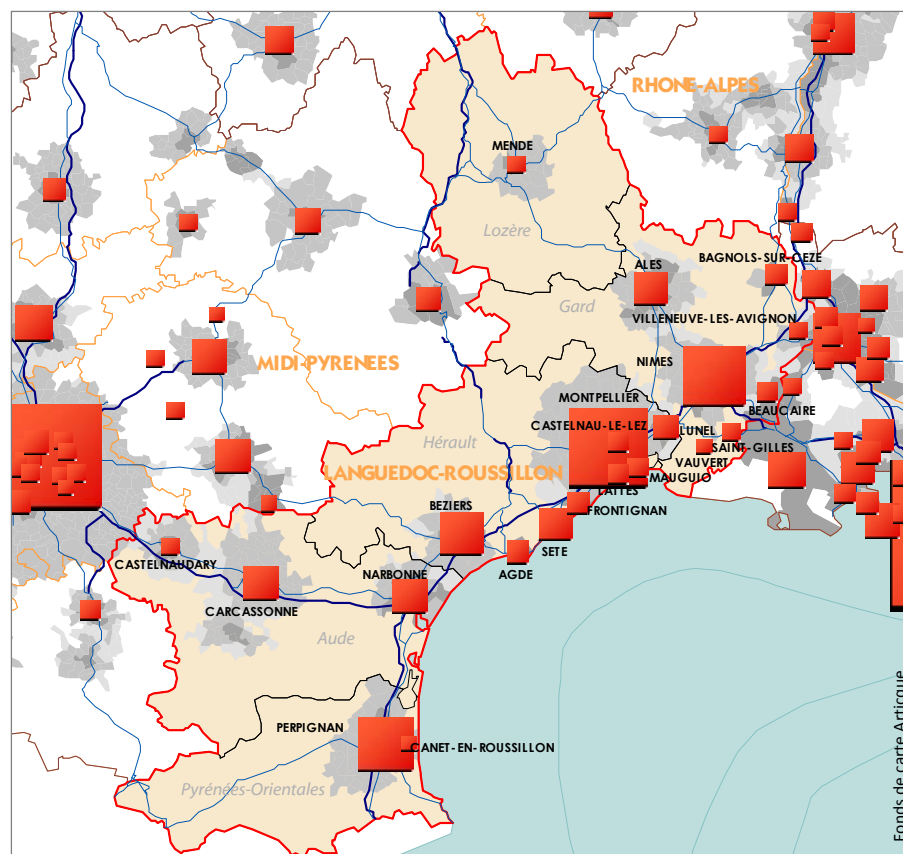 RHONE-ALPES
MENDE
Lozère
BAGNOLS-SUR-CEZE
ALES
Gard
VILLENEUVE-LES-AVIGNON
NIMES
MIDI-PYRENEES
MONTPELLIER
BEAUCAIRE
CASTELNAU-LE-LEZ
LUNEL
Hérault
SAINT-GILLES
VAUVERT
LANGUEDOC-ROUSSILLON
MAUGUIO
LATTES
BEZIERS
FRONTIGNAN
SETE
CASTELNAUDARY
NARBONNE
AGDE
CARCASSONNE
Aude
PERPIGNAN
CANET-EN-ROUSSILLON
Pyrénées-Orientales
Fonds de carte Articque